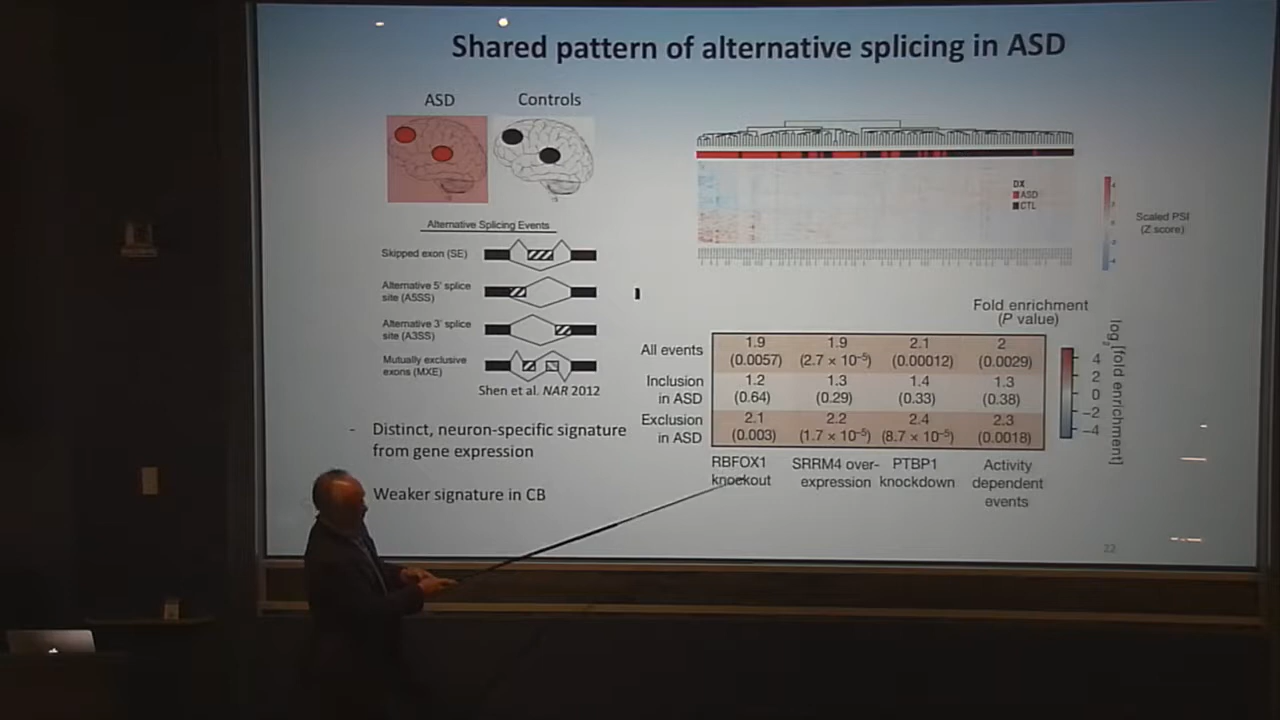 Shared pattern of alternative splicing in ASD
ASD
Controls
Alternative Splicing Events
Skipped exon (SE)
Alternative 5' splice
site (A5SS)
Alternative 3' splice
site (A3SS)
Mutually exclusive
exons (MXE)
Shen et al. NAR 2012
- Distinct, neuron-specific signature
from gene expression
Weaker signature in CB
DX
ASD
CTL
4
2
0
-2
-4
Scaled PSI
(Z score)
Fold enrichment
(P value)
All events
1.9 1.9 2.1 2
(0.0057) (2.7 × 10⁻⁵) (0.00012) (0.0029)
Inclusion
in ASD
1.2 1.3 1.4 1.3
(0.64) (0.29) (0.33) (0.38)
Exclusion
in ASD
2.1 2.2 2.4 2.3
(0.003) (1.7 × 10⁻⁵) (8.7 × 10⁻⁵) (0.0018)
RBFOX1
knockout
SRRM4 over-
expression
PTBP1
knockdown
Activity
dependent
events
4
2
0
-2
-4
log₂[fold enrichment]
22